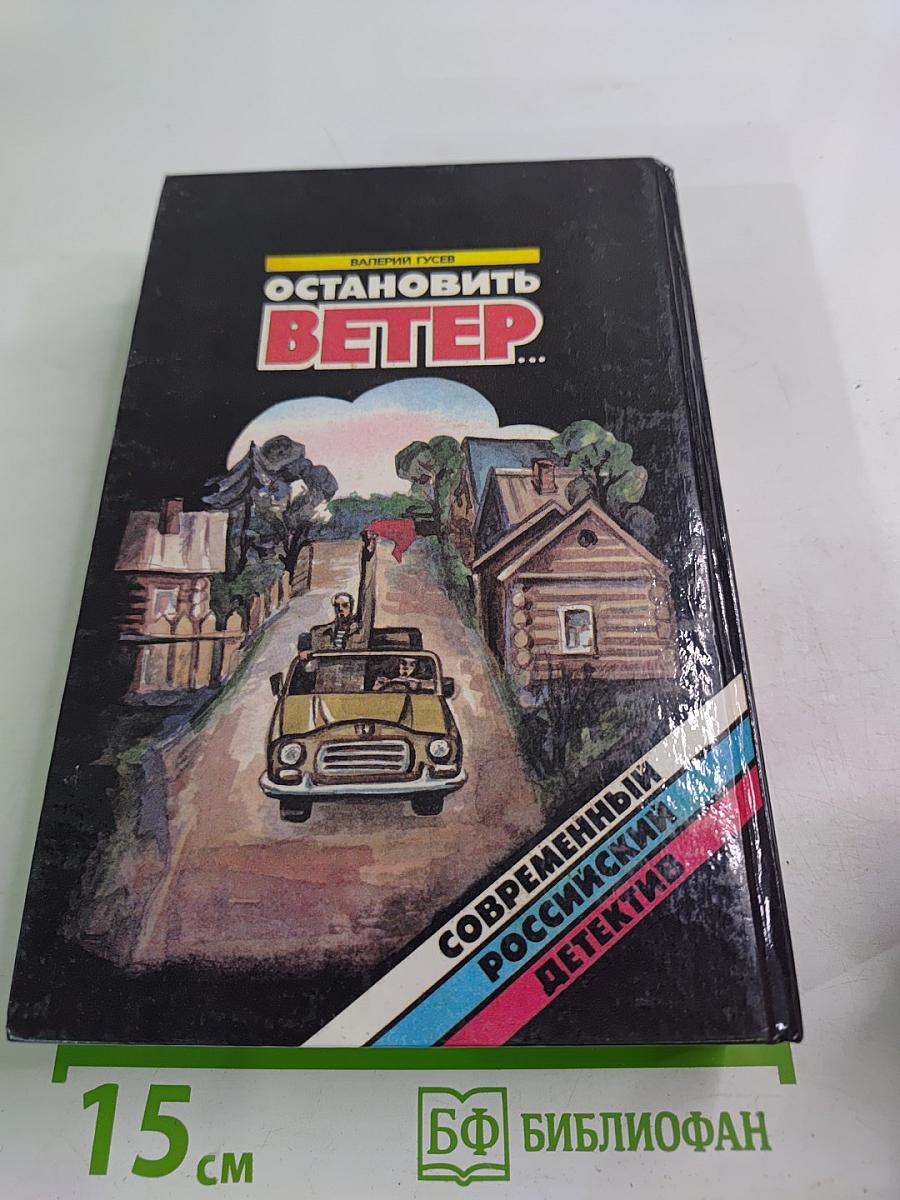 ВАЛЕРИЙ ГУСЕВ
ОСТАНОВИТЬ
ВЕТЕР...
СОВРЕМЕННЫЙ
РОССИЙСКИЙ
ДЕТЕКТИВ
15 см
БФ БИБЛИОФАН